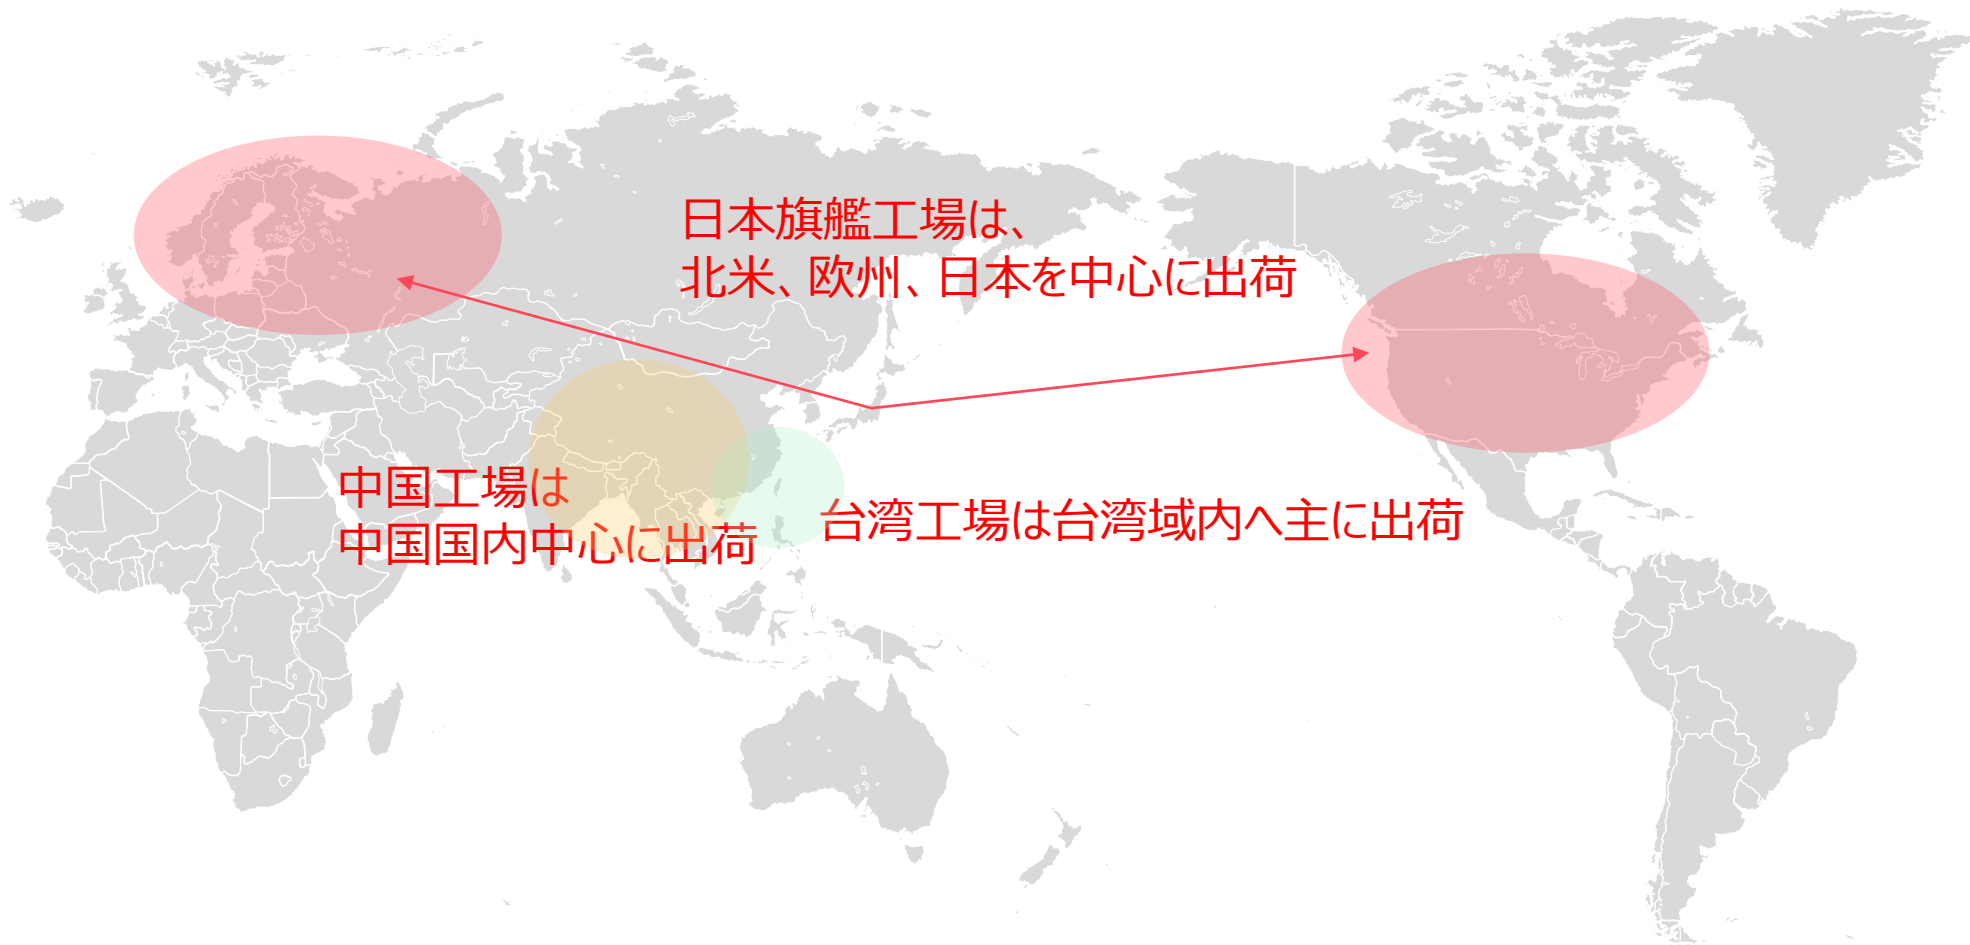 日本旗艦工場は、
北米、欧州、日本を中心に出荷
中国工場は
中国国内中心に出荷
台湾工場は台湾域内へ主に出荷